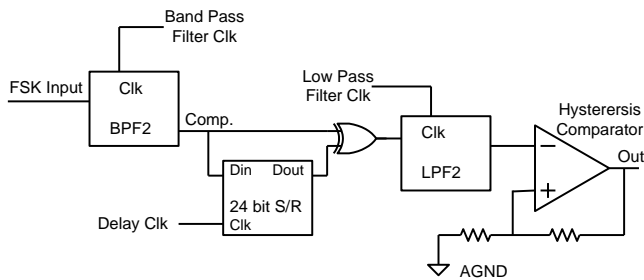 Band Pass
Filter Clk
FSK Input
Clk
BPF2
Comp.
Low Pass
Filter Clk
Clk
LPF2
Hysterersis
Comparator
Out
Din Dout
24 bit S/R
Clk
Delay Clk
AGND